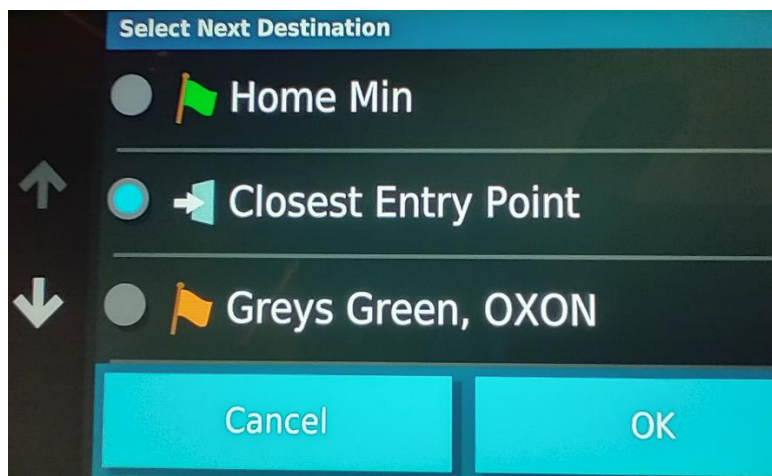 Select Next Destination
Home Min
Closest Entry Point
Greys Green, OXON
Cancel
OK